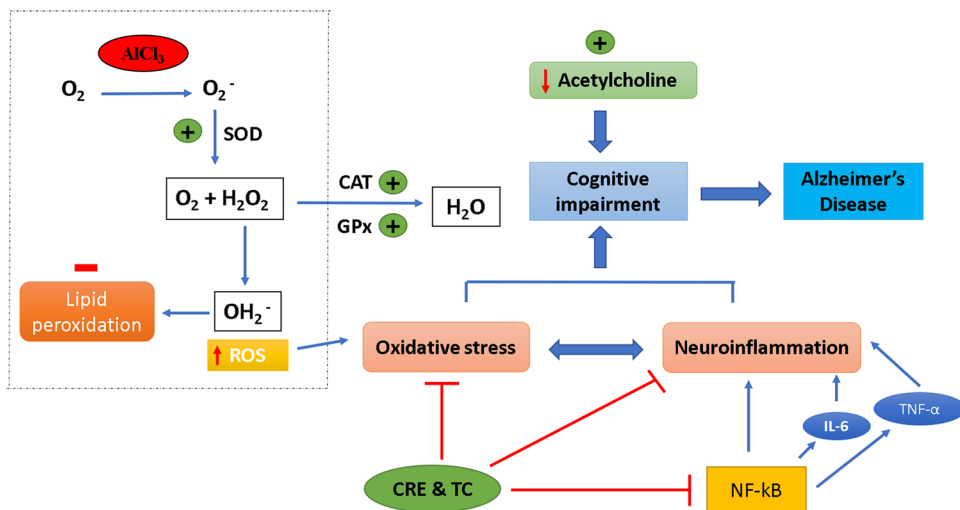 AlCl₃
O₂
O₂⁻
+
SOD
O₂ + H₂O₂
CAT +
GPx +
H₂O
Lipid
peroxidation
OH₂⁻
ROS
+
Acetylcholine
Cognitive
impairment
Alzheimer's
Disease
Oxidative stress
Neuroinflammation
IL-6
TNF-α
CRE & TC
NF-kB